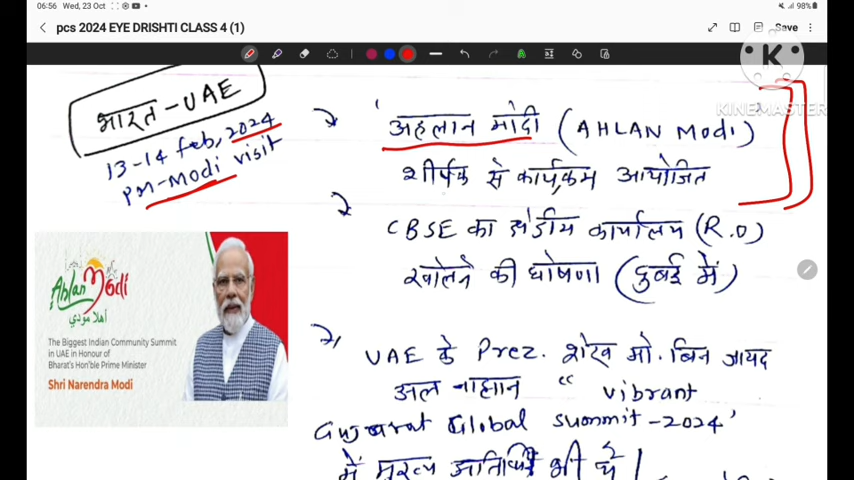 06:56 Wed, 23 Oct
98%
pcs 2024 EYE DRISHTI CLASS 4 (1)
Save
K
KINEMASTER
भारत-UAE
13-14 Feb, 2024
PM-Modi visit
'अहलान मोदी (AHLAN Modi)'
शीर्षक से कार्यक्रम आयोजित
CBSE का क्षेत्रीय कार्यालय (R.O)
खोलने की घोषणा (दुबई में)
Ahlan Modi
أهلا مودي
The Biggest Indian Community Summit
in UAE in Honour of
Bharat's Hon'ble Prime Minister
Shri Narendra Modi
UAE के Prez. शेख मो. बिन जायद
अल नाहान " vibrant
Gujarat Global Summit-2024'
में मुख्य अतिथि भी थे